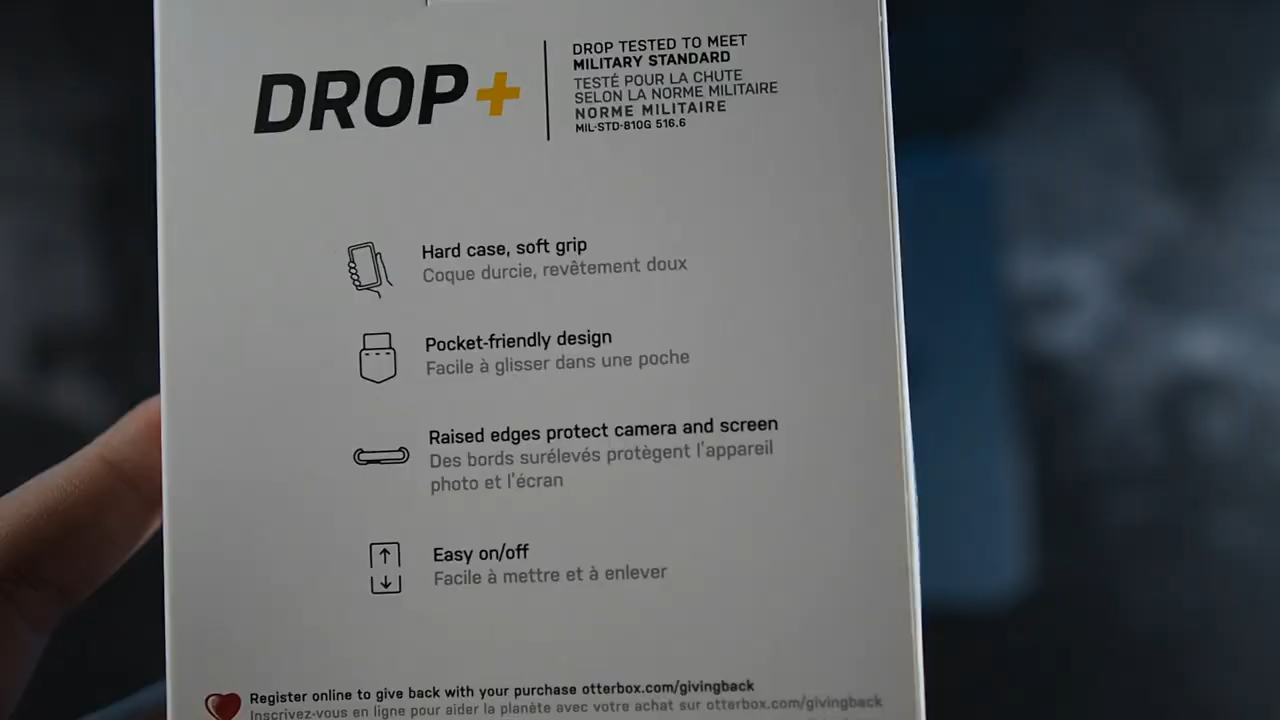 DROP+
DROP TESTED TO MEET
MILITARY STANDARD
TESTÉ POUR LA CHUTE
SELON LA NORME MILITAIRE
NORME MILITAIRE
MIL-STD-810G 516.6
Hard case, soft grip
Coque durcie, revêtement doux
Pocket-friendly design
Facile à glisser dans une poche
Raised edges protect camera and screen
Des bords surélevés protègent l'appareil
photo et l'écran
Easy on/off
Facile à mettre et à enlever
Register online to give back with your purchase otterbox.com/givingback
Inscrivez-vous en ligne pour aider la planète avec votre achat sur otterbox.com/givingback